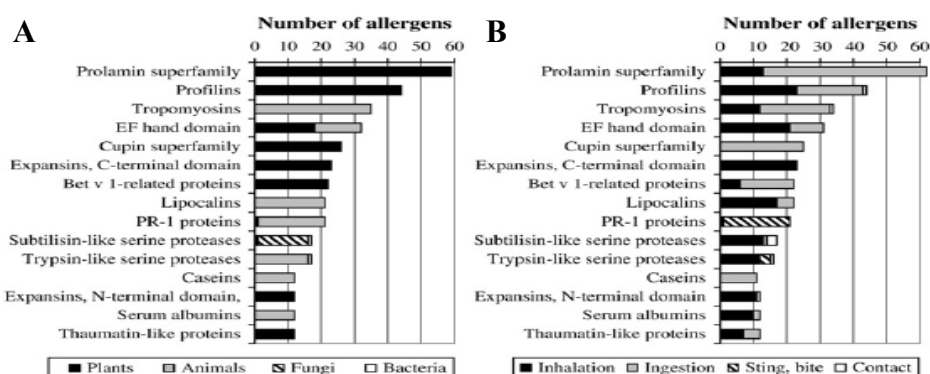 A
Number of allergens
0 10 20 30 40 50 60
Prolamin superfamily
Profilins
Tropomyosins
EF hand domain
Cupin superfamily
Expansins, C-terminal domain
Bet v 1-related proteins
Lipocalins
PR-1 proteins
Subtilisin-like serine proteases
Trypsin-like serine proteases
Caseins
Expansins, N-terminal domain,
Serum albumins
Thaumatin-like proteins
Plants Animals Fungi Bacteria
B
Number of allergens
0 10 20 30 40 50 60
Prolamin superfamily
Profilins
Tropomyosins
EF hand domain
Cupin superfamily
Expansins, C-terminal domain
Bet v 1-related proteins
Lipocalins
PR-1 proteins
Subtilisin-like serine proteases
Trypsin-like serine proteases
Caseins
Expansins, N-terminal domain
Serum albumins
Thaumatin-like proteins
Inhalation Ingestion Sting, bite Contact